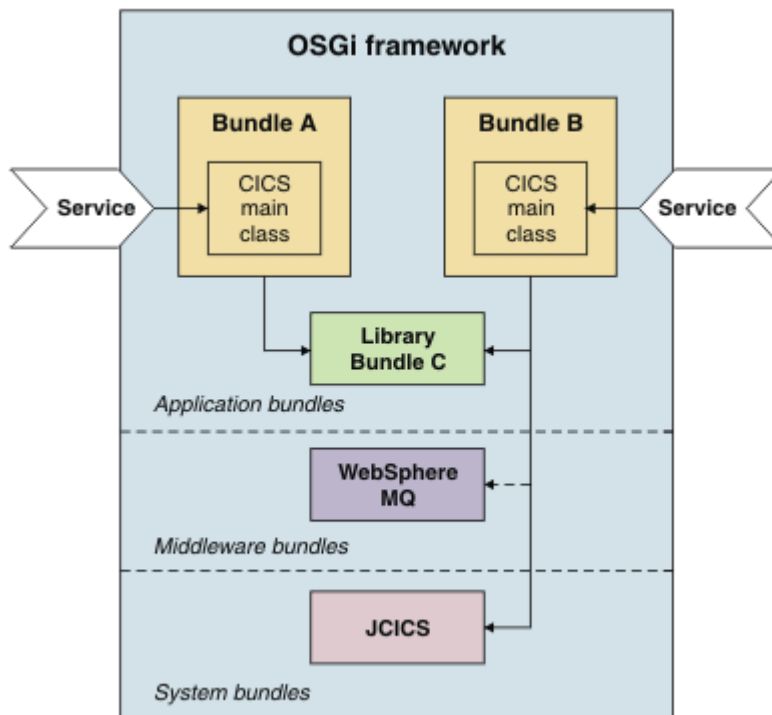 OSGi framework
Bundle A
Bundle B
CICS
main
class
CICS
main
class
Service
Service
Library
Bundle C
Application bundles
WebSphere
MQ
Middleware bundles
JCICS
System bundles